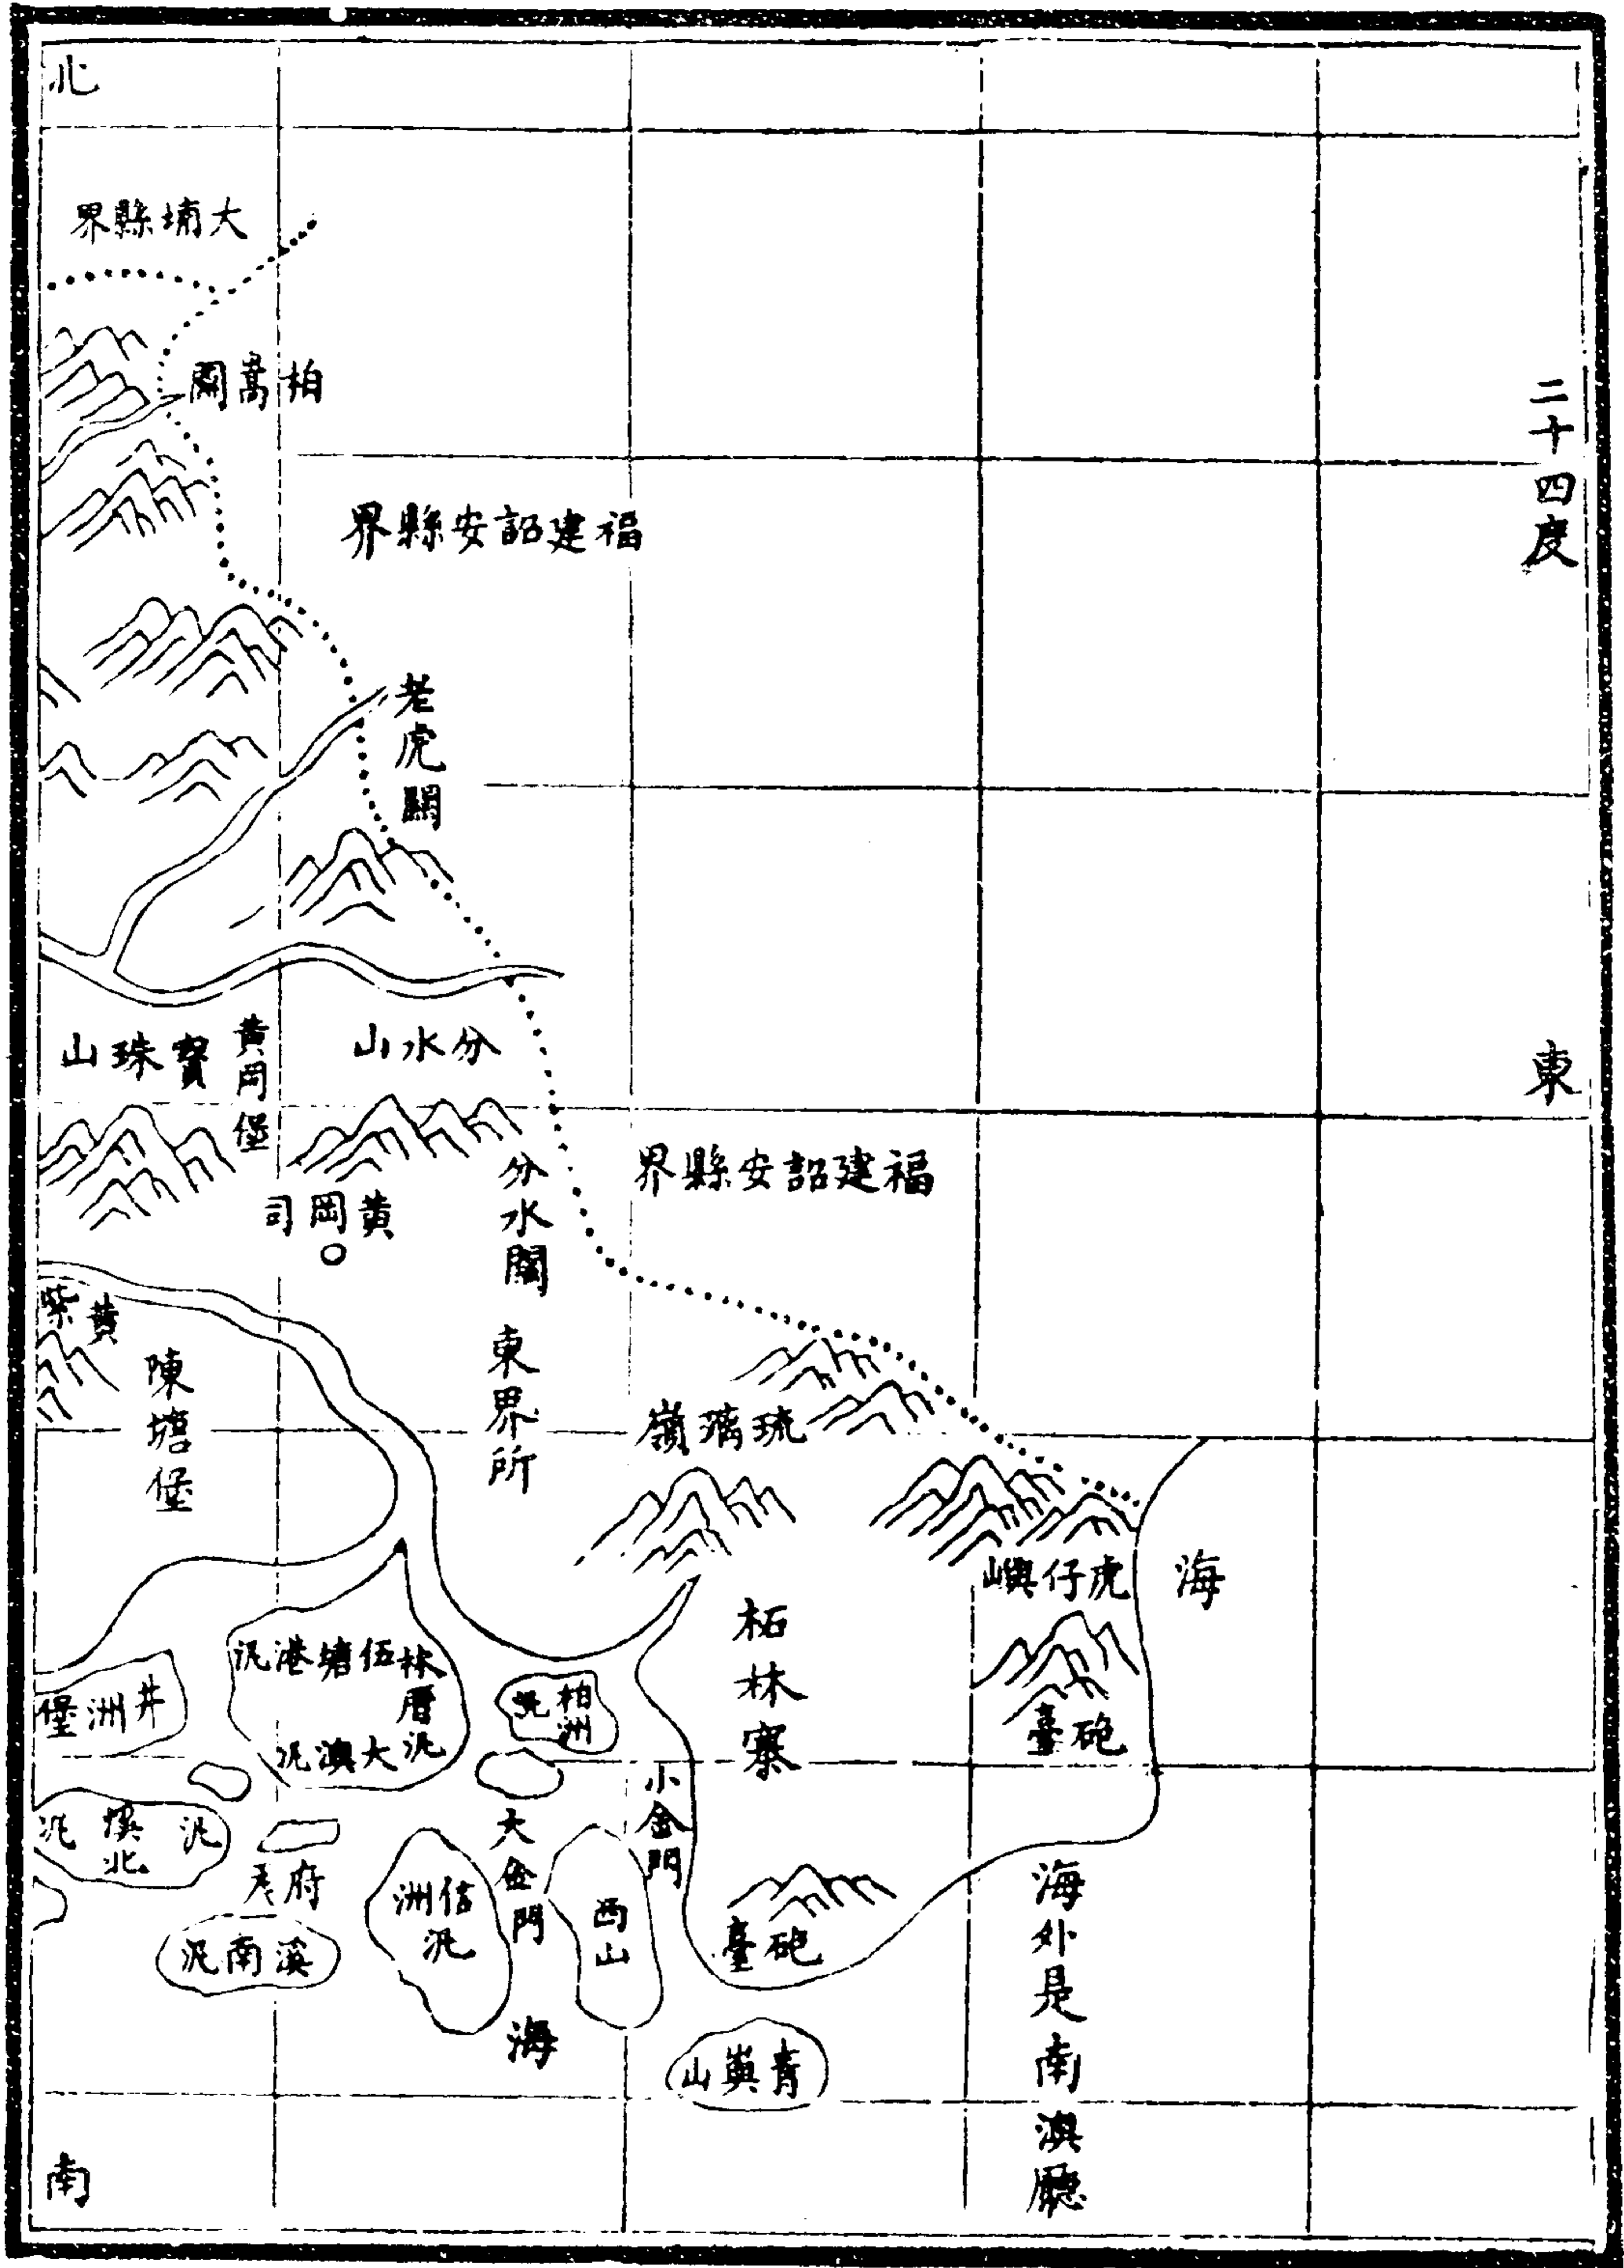 北
大埔縣界
柏嵩關
二十四度
福建詔安縣界
老虎關
東
分水山
黃岡堡
寶珠山
分水關
福建詔安縣界
黃岡司
紫黃
陳塘堡
東界所
琉璃嶺
虎仔嶼
海
柘林寨
砲臺
林厝汛
伍塘港汛
大澳汛
柏洲汛
井洲堡
小金門
大金門
汛
溪北汛
信洲汛
西山
砲臺
溪南汛
海
青嶼山
海外是南澳廳
南